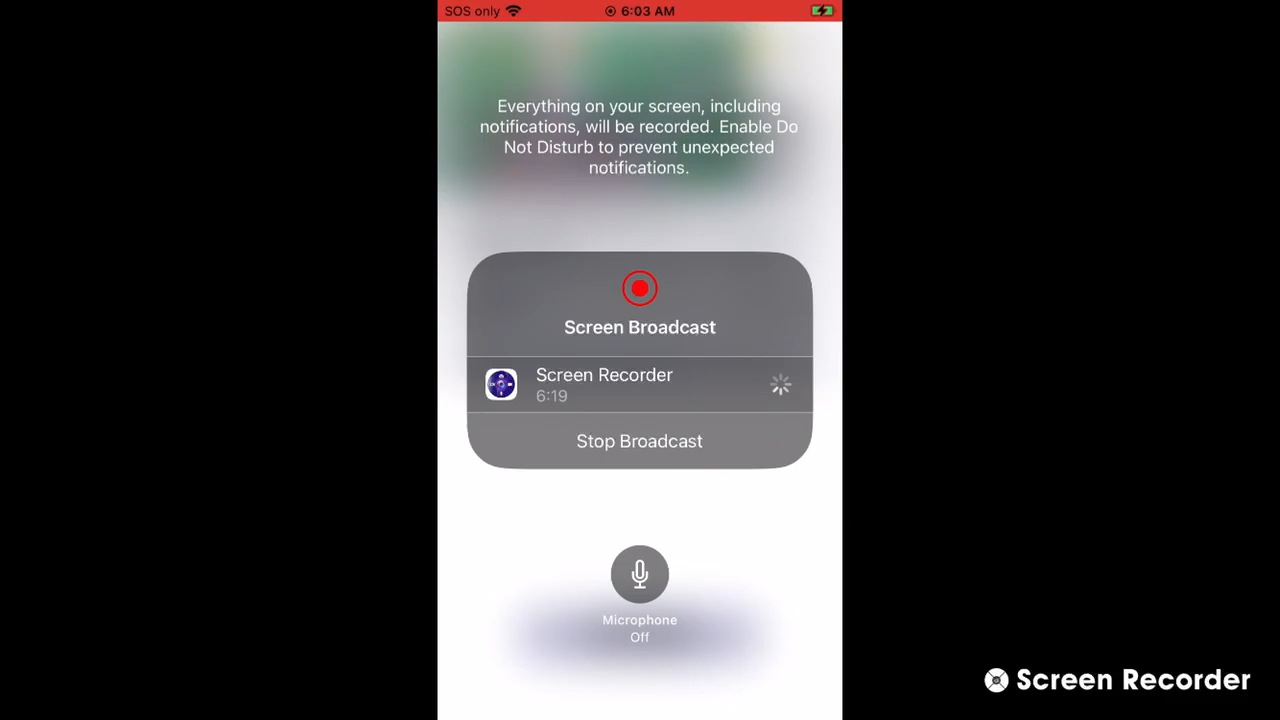 SOS only
6:03 AM
Everything on your screen, including
notifications, will be recorded. Enable Do
Not Disturb to prevent unexpected
notifications.
Screen Broadcast
Screen Recorder
6:19
Stop Broadcast
Microphone
Off
Screen Recorder